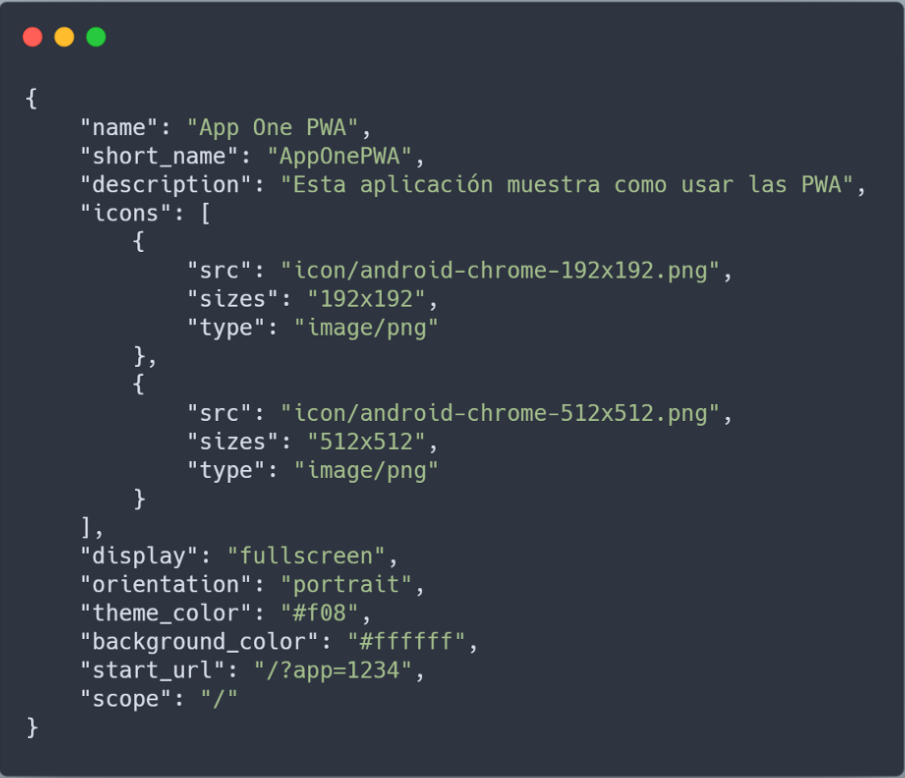 {
    "name": "App One PWA",
    "short_name": "AppOnePWA",
    "description": "Esta aplicación muestra como usar las PWA",
    "icons": [
        {
            "src": "icon/android-chrome-192x192.png",
            "sizes": "192x192",
            "type": "image/png"
        },
        {
            "src": "icon/android-chrome-512x512.png",
            "sizes": "512x512",
            "type": "image/png"
        }
    ],
    "display": "fullscreen",
    "orientation": "portrait",
    "theme_color": "#f08",
    "background_color": "#ffffff",
    "start_url": "/?app=1234",
    "scope": "/"
}